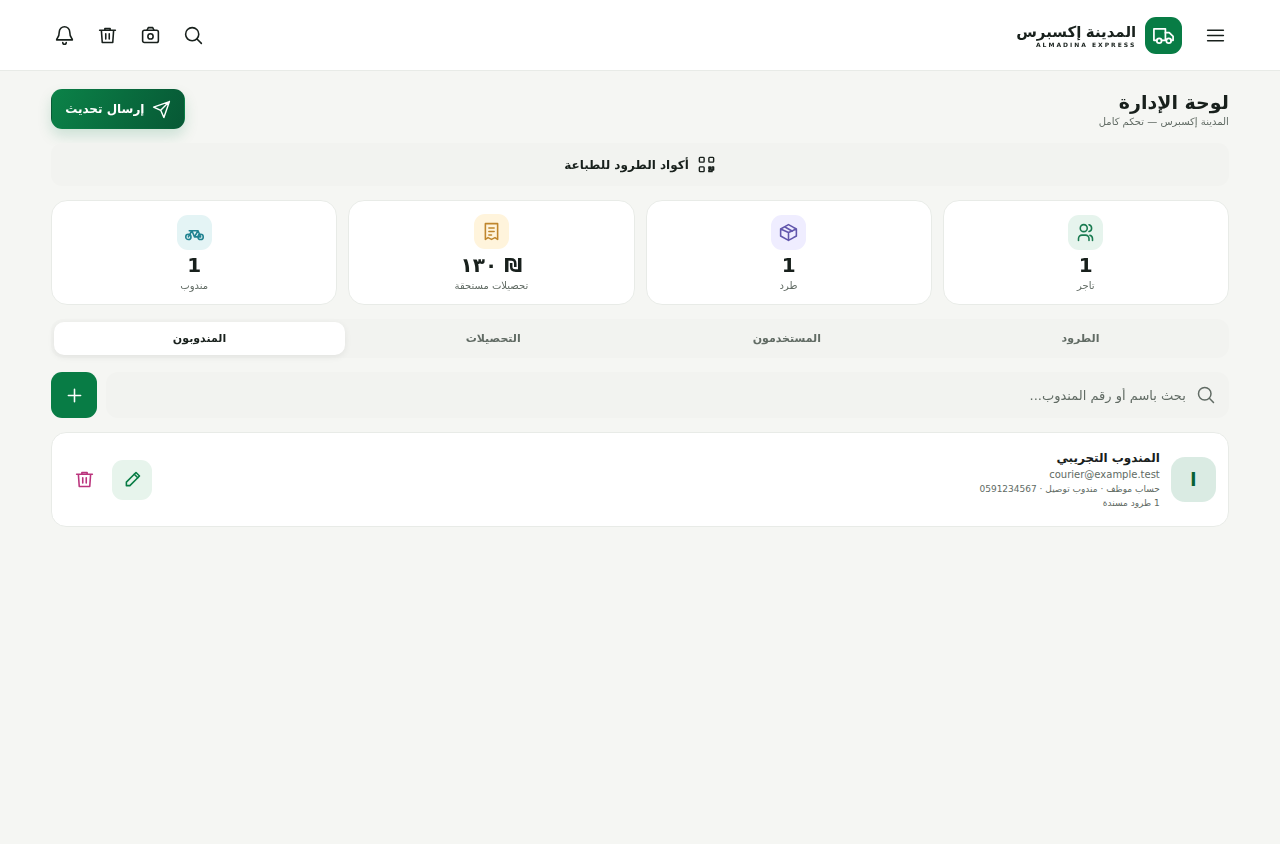 المدينة إكسبرس
ALMADINA EXPRESS
لوحة الإدارة
المدينة إكسبرس — تحكم كامل
إرسال تحديث
أكواد الطرود للطباعة
1
تاجر
1
طرد
₪ ١٣٠
تحصيلات مستحقة
1
مندوب
الطرود
المستخدمون
التحصيلات
المندوبون
بحث باسم أو رقم المندوب...
ا
المندوب التجريبي
courier@example.test
حساب موظف · مندوب توصيل · 0591234567
1 طرود مسندة